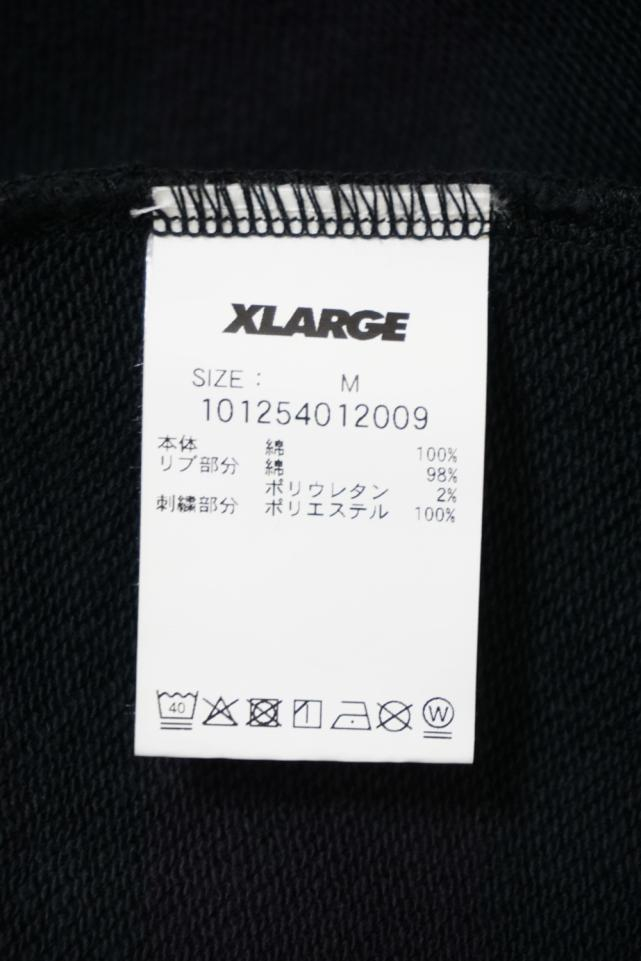 XLARGE
SIZE : M
101254012009
本体 綿 100%
リブ部分 綿 98%
ポリウレタン 2%
刺繍部分 ポリエステル 100%
40 W